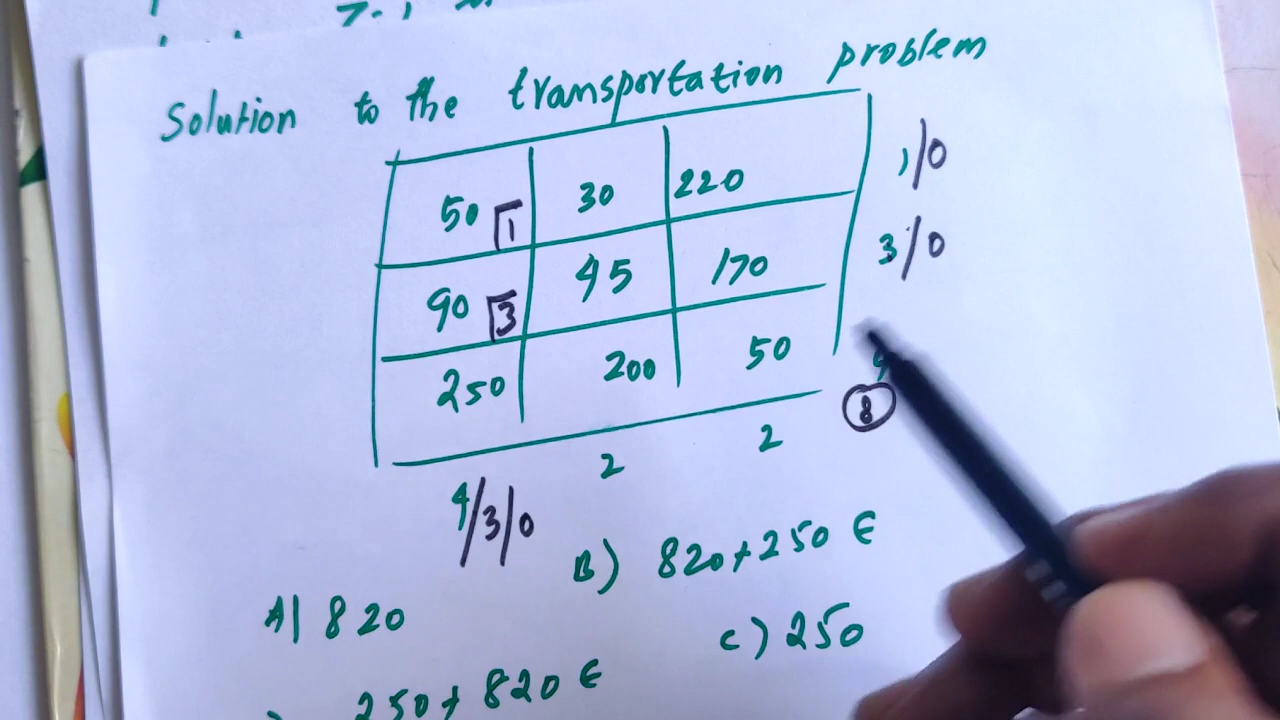 Solution to the transportation problem
50 1 30 220 1/0
90 3 45 170 3/0
250 200 50
8
2 2
4/3/0
B) 820+250 ϵ
A) 820
C) 250
250+ 820 ϵ